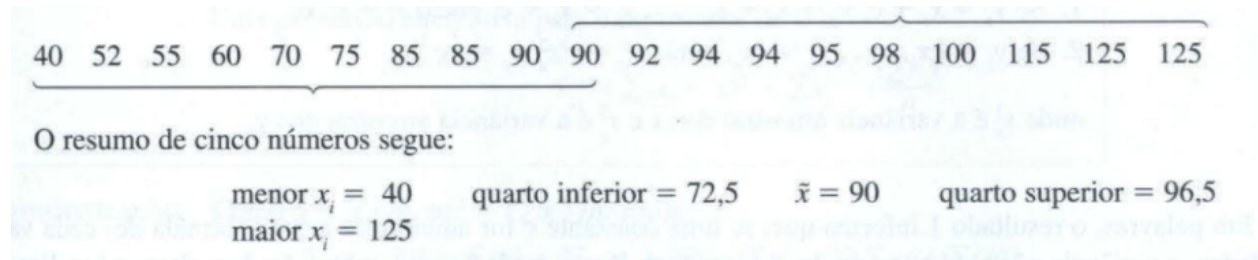 40 52 55 60 70 75 85 85 90 90 92 94 94 95 98 100 115 125 125
O resumo de cinco números segue:
menor xᵢ = 40 quarto inferior = 72,5 x̃ = 90 quarto superior = 96,5
maior xᵢ = 125